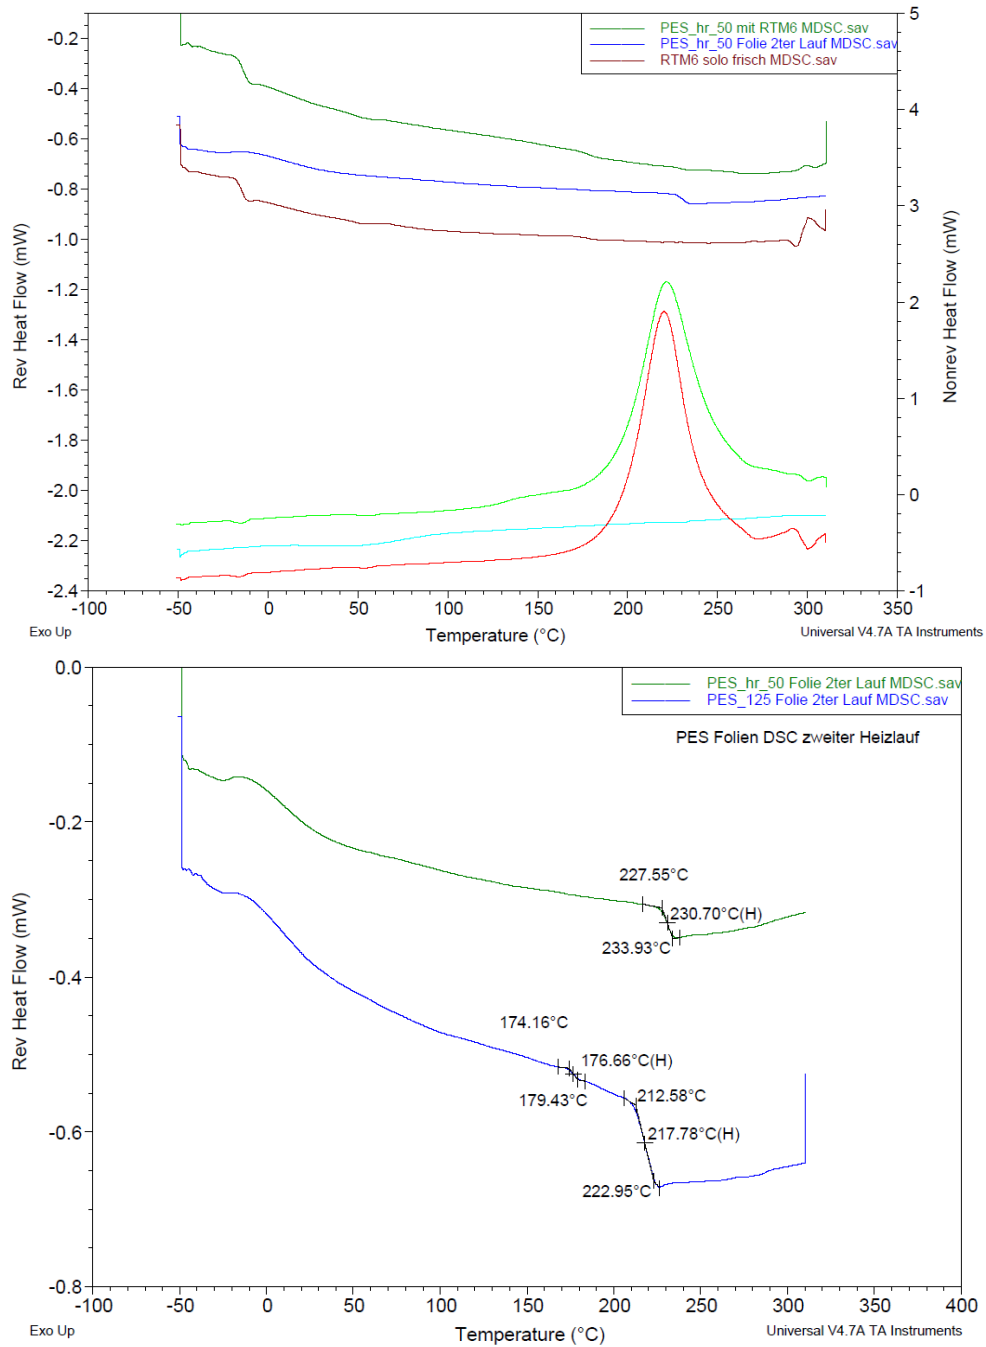 PES_hr_50 mit RTM6 MDSC.sav
PES_hr_50 Folie 2ter Lauf MDSC.sav
RTM6 solo frisch MDSC.sav
5
4
3
2
1
0
-1
Nonrev Heat Flow (mW)
-0.2
-0.4
-0.6
-0.8
-1.0
-1.2
-1.4
-1.6
-1.8
-2.0
-2.2
-2.4
Rev Heat Flow (mW)
-100 -50 0 50 100 150 200 250 300 350
Exo Up
Temperature (°C)
Universal V4.7A TA Instruments
PES_hr_50 Folie 2ter Lauf MDSC.sav
PES_125 Folie 2ter Lauf MDSC.sav
PES Folien DSC zweiter Heizlauf
0.0
-0.2
-0.4
-0.6
-0.8
Rev Heat Flow (mW)
227.55°C
230.70°C(H)
233.93°C
174.16°C
176.66°C(H)
179.43°C
212.58°C
217.78°C(H)
222.95°C
-100 -50 0 50 100 150 200 250 300 350 400
Exo Up
Temperature (°C)
Universal V4.7A TA Instruments